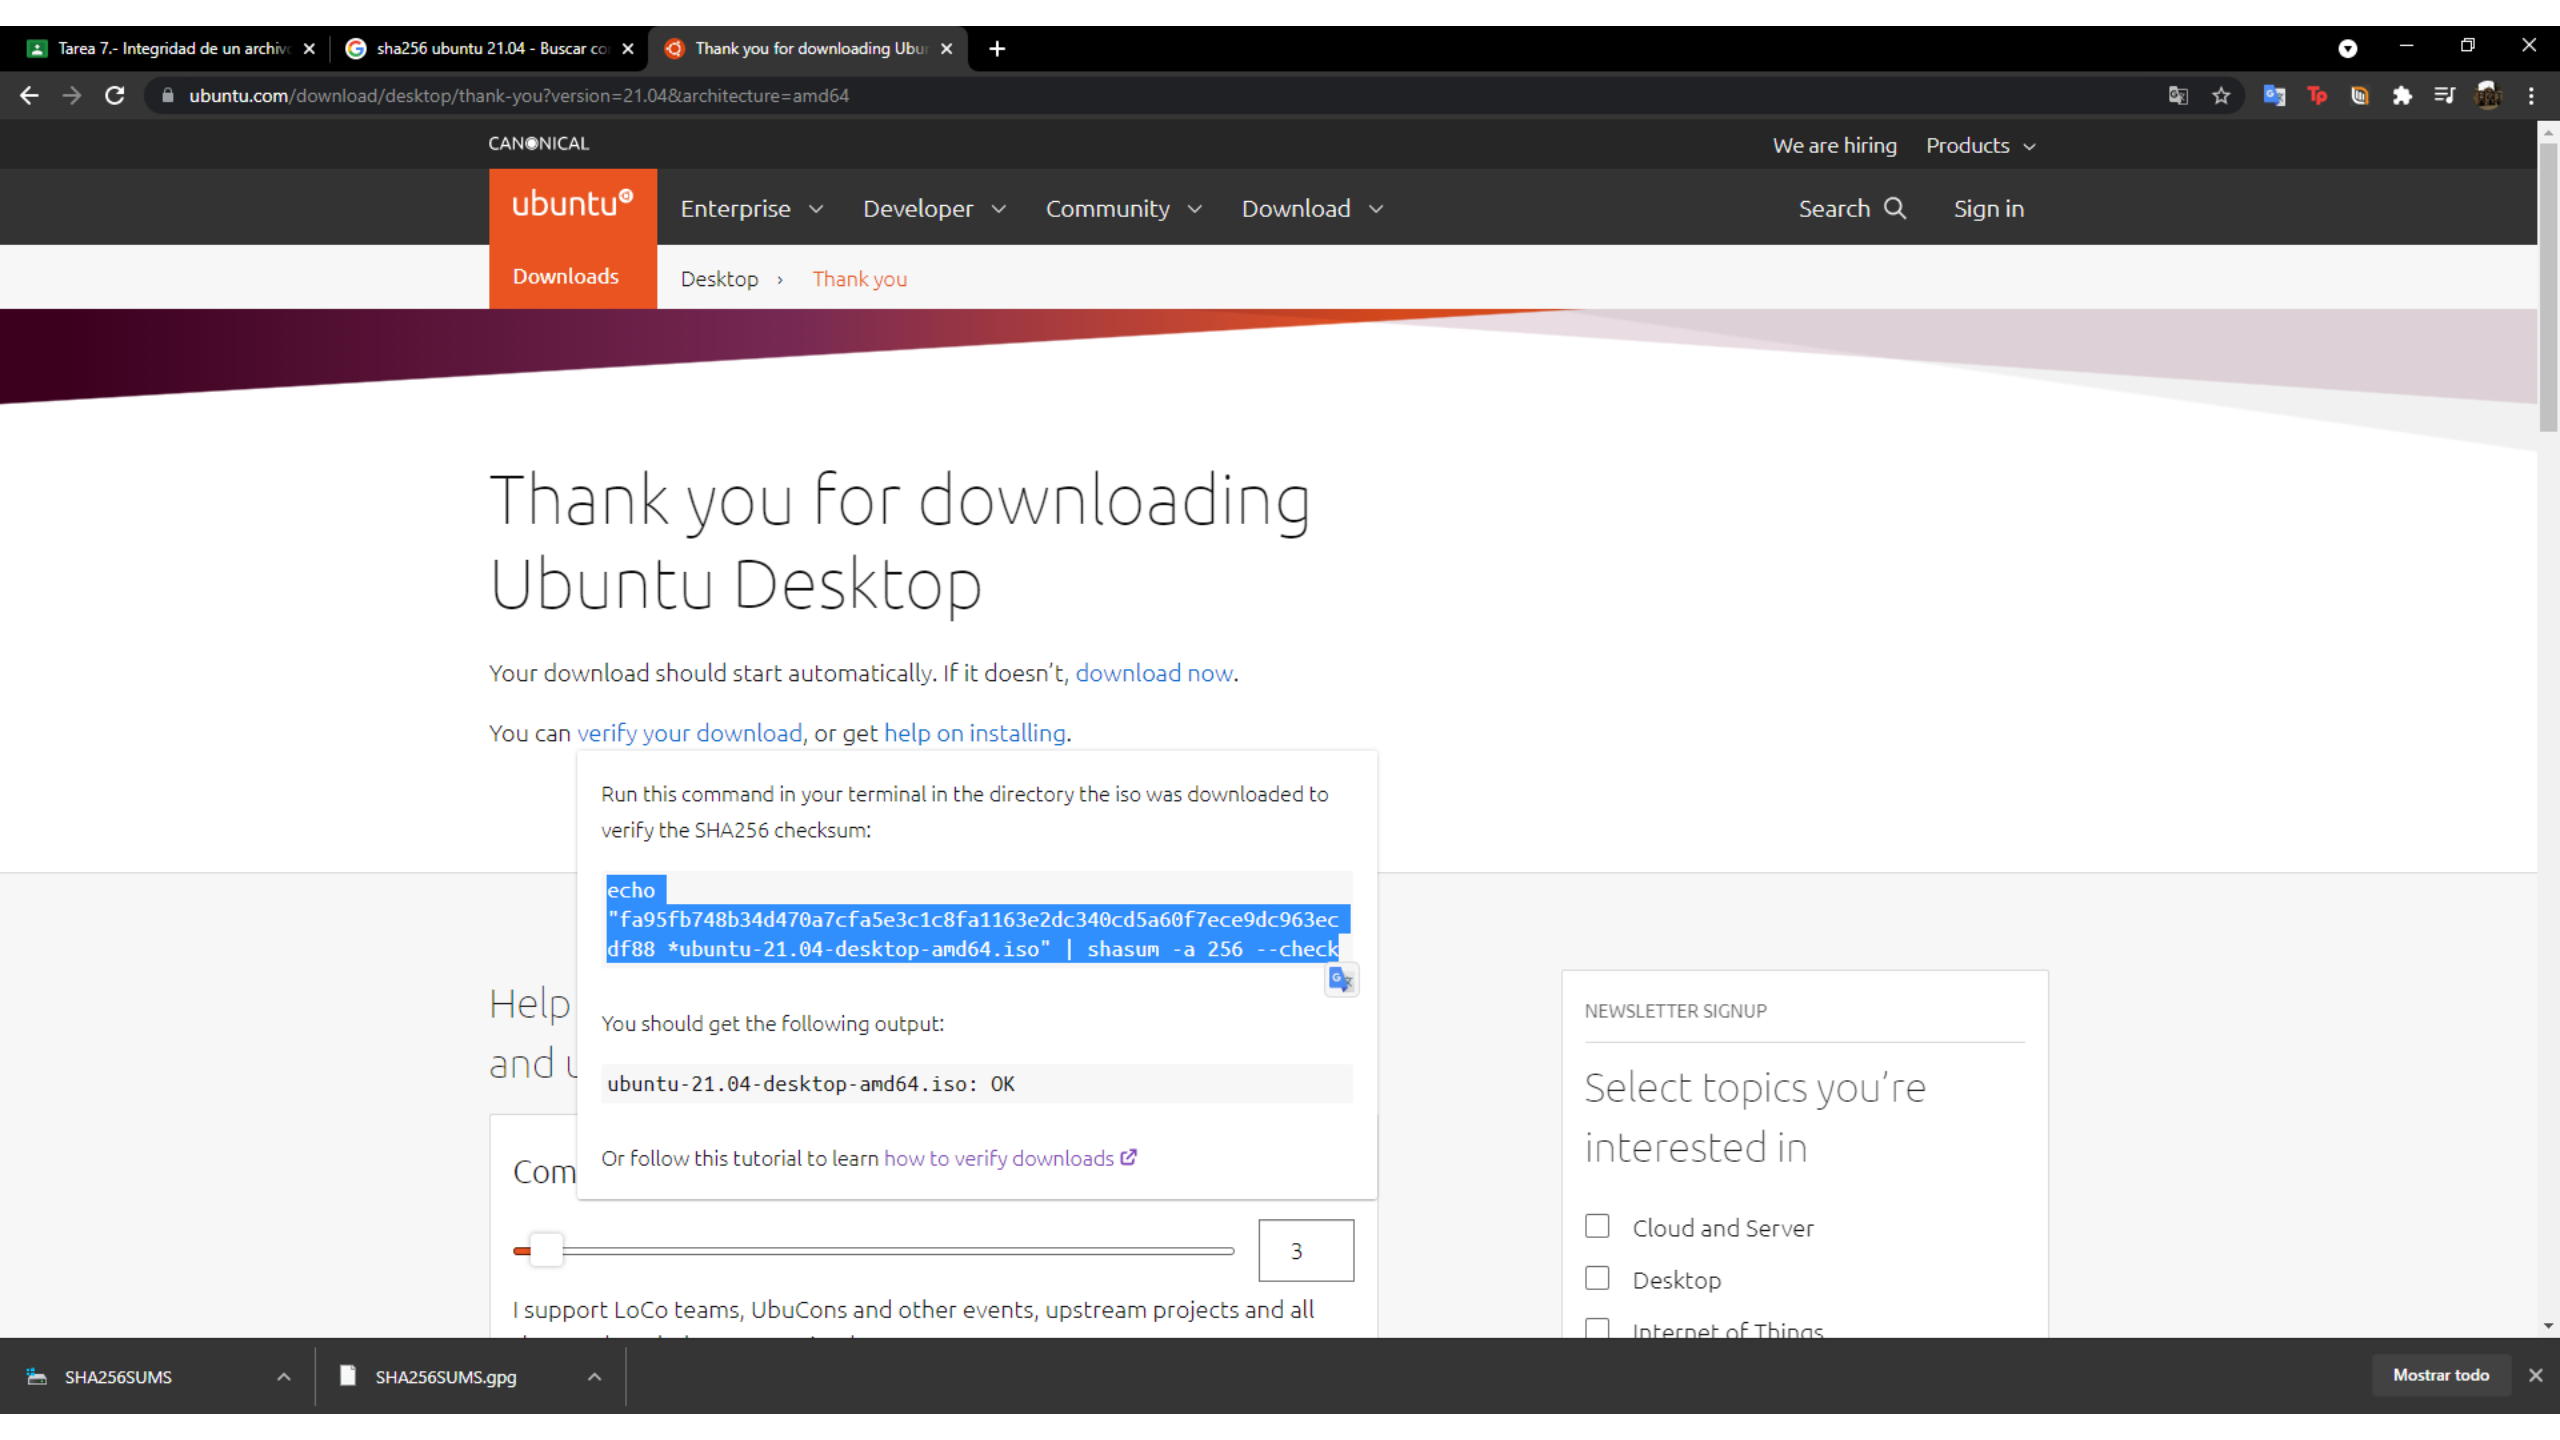 Tarea 7.- Integridad de un archiv
sha256 ubuntu 21.04 - Buscar co
Thank you for downloading Ubun
ubuntu.com/download/desktop/thank-you?version=21.04&architecture=amd64
CANONICAL
We are hiring
Products
ubuntu
Enterprise
Developer
Community
Download
Search
Sign in
Downloads
Desktop
Thank you
Thank you for downloading
Ubuntu Desktop
Your download should start automatically. If it doesn’t, download now.
You can verify your download, or get help on installing.
Run this command in your terminal in the directory the iso was downloaded to
verify the SHA256 checksum:
echo
"fa95fb748b34d470a7cfa5e3c1c8fa1163e2dc340cd5a60f7ece9dc963ec
df88 *ubuntu-21.04-desktop-amd64.iso" | shasum -a 256 --check
You should get the following output:
ubuntu-21.04-desktop-amd64.iso: OK
Or follow this tutorial to learn how to verify downloads
Help
and u
Com
3
I support LoCo teams, UbuCons and other events, upstream projects and all
NEWSLETTER SIGNUP
Select topics you’re
interested in
Cloud and Server
Desktop
Internet of Things
SHA256SUMS
SHA256SUMS.gpg
Mostrar todo